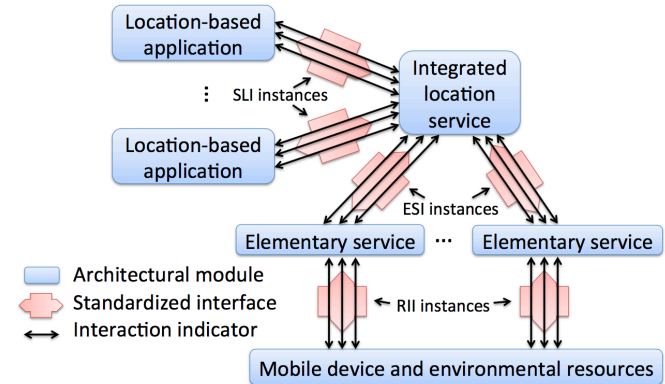 Location-based
application
Integrated
location
service
SLI instances
Location-based
application
ESI instances
Elementary service
...
Elementary service
Architectural module
Standardized interface
Interaction indicator
RII instances
Mobile device and environmental resources